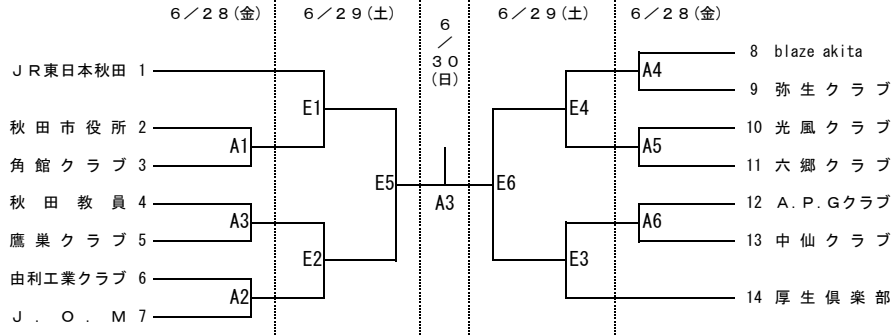 ６／２８(金)
６／２９(土)
６／３０(日)
６／２９(土)
６／２８(金)
ＪＲ東日本秋田 1
秋田市役所 2
角館クラブ 3
秋田教員 4
鷹巣クラブ 5
由利工業クラブ 6
Ｊ．Ｏ．Ｍ 7
A1
A3
A2
E1
E2
E5
A3
E6
E4
E3
A4
A5
A6
8 blaze akita
9 弥生クラブ
10 光風クラブ
11 六郷クラブ
12 Ａ.Ｐ.Ｇクラブ
13 中仙クラブ
14 厚生倶楽部